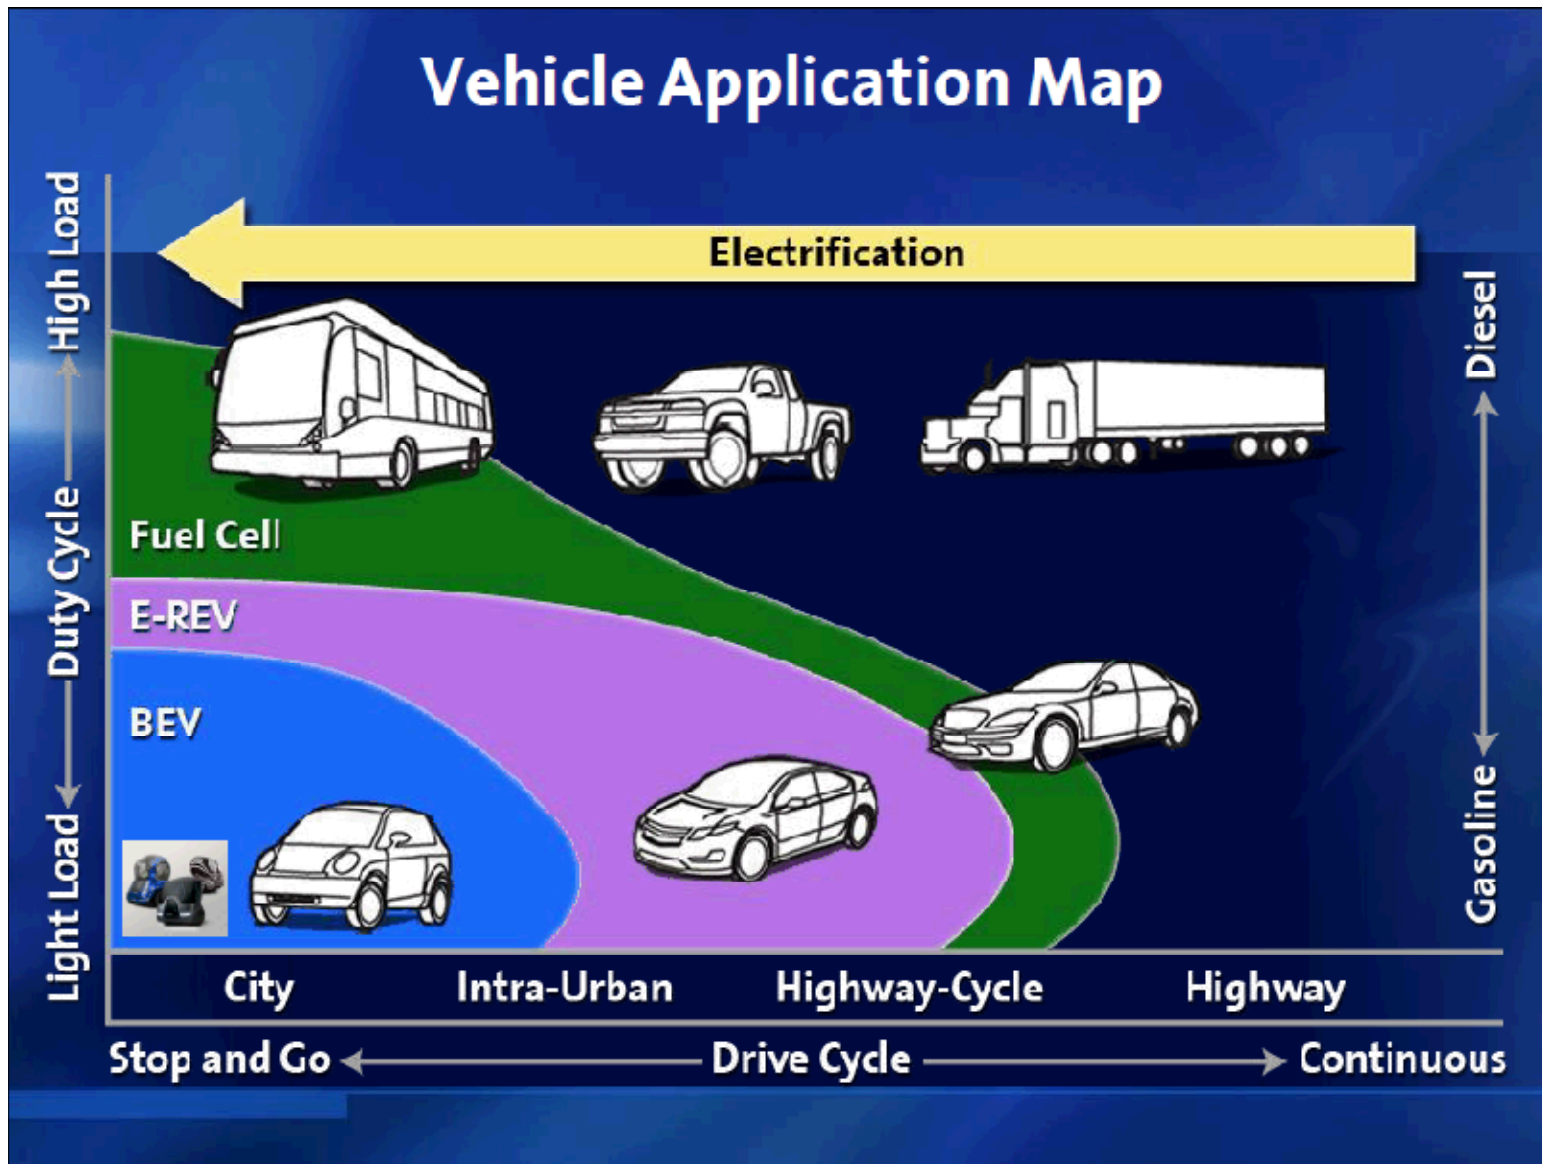 Vehicle Application Map
Electrification
High Load
Duty Cycle
Light Load
Diesel
Gasoline
Fuel Cell
E-REV
BEV
City Intra-Urban Highway-Cycle Highway
Stop and Go Drive Cycle Continuous